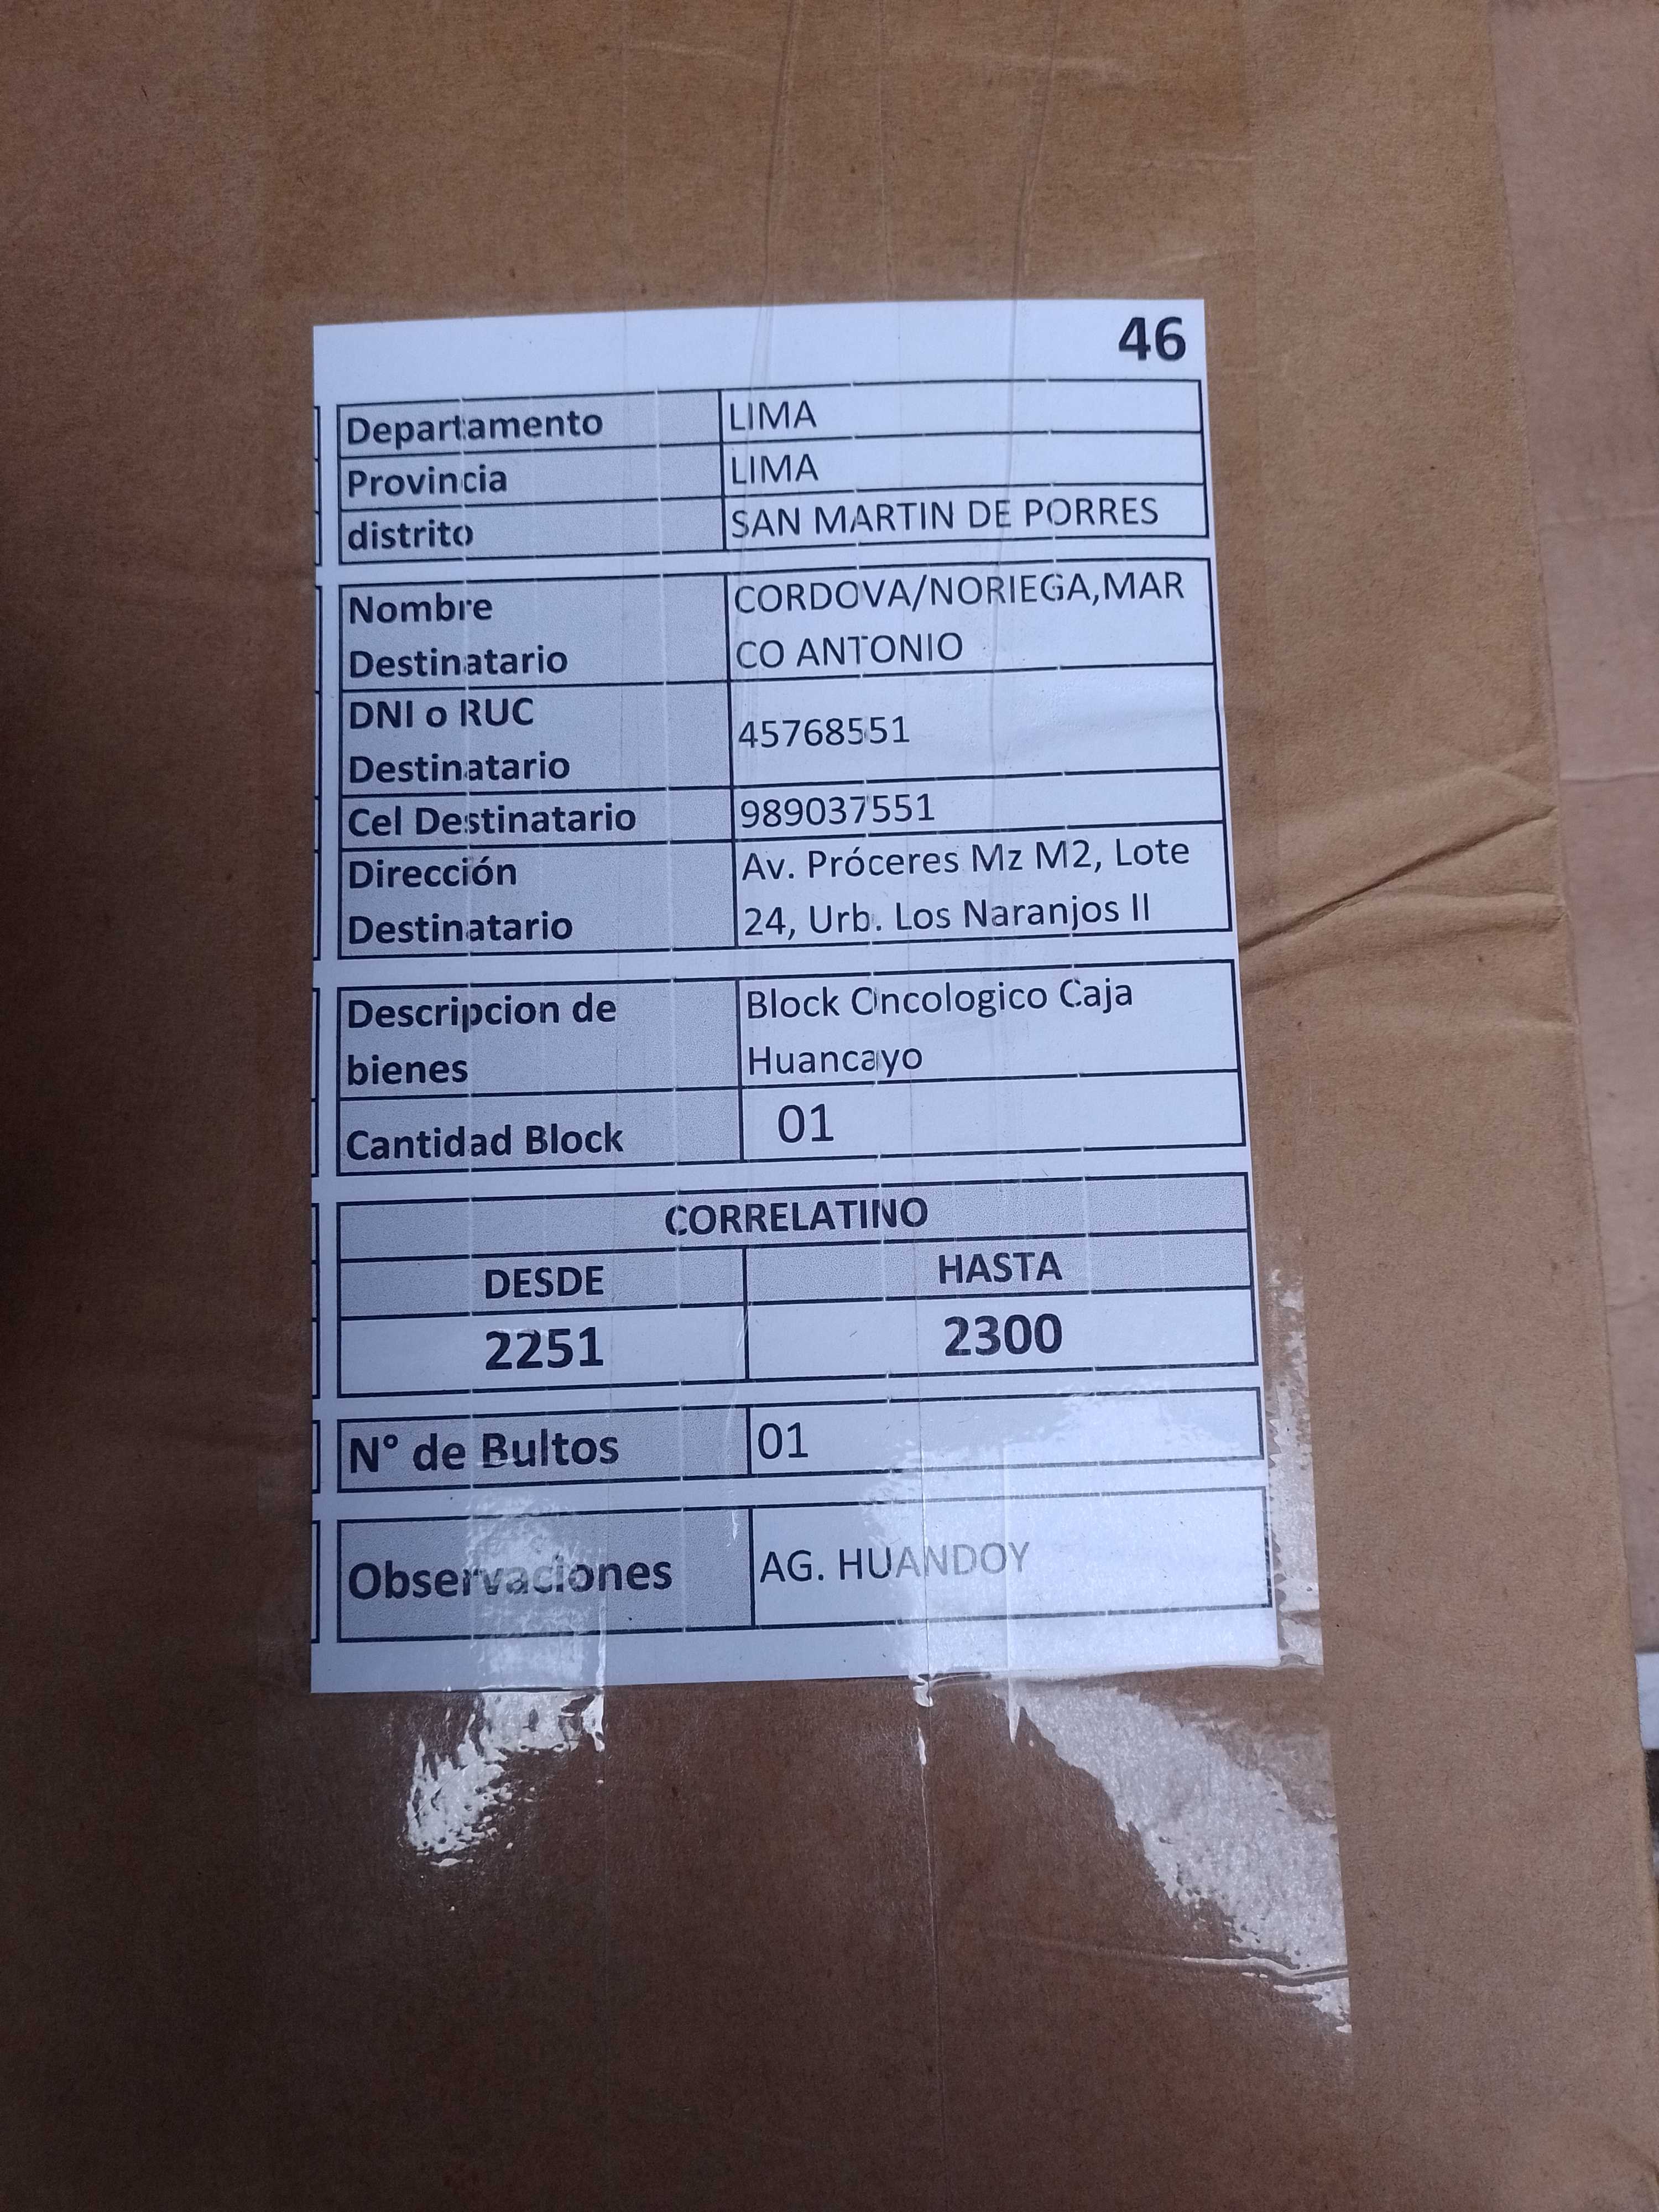 46
Departamento LIMA
Provincia LIMA
distrito SAN MARTIN DE PORRES
Nombre CORDOVA/NORIEGA,MAR
Destinatario CO ANTONIO
DNI o RUC
Destinatario 45768551
Cel Destinatario 989037551
Dirección Av. Próceres Mz M2, Lote
Destinatario 24, Urb. Los Naranjos II
Descripcion de Block Oncologico Caja
bienes Huancayo
Cantidad Block 01
CORRELATINO
DESDE HASTA
2251 2300
N° de Bultos 01
Observaciones AG. HUANDOY